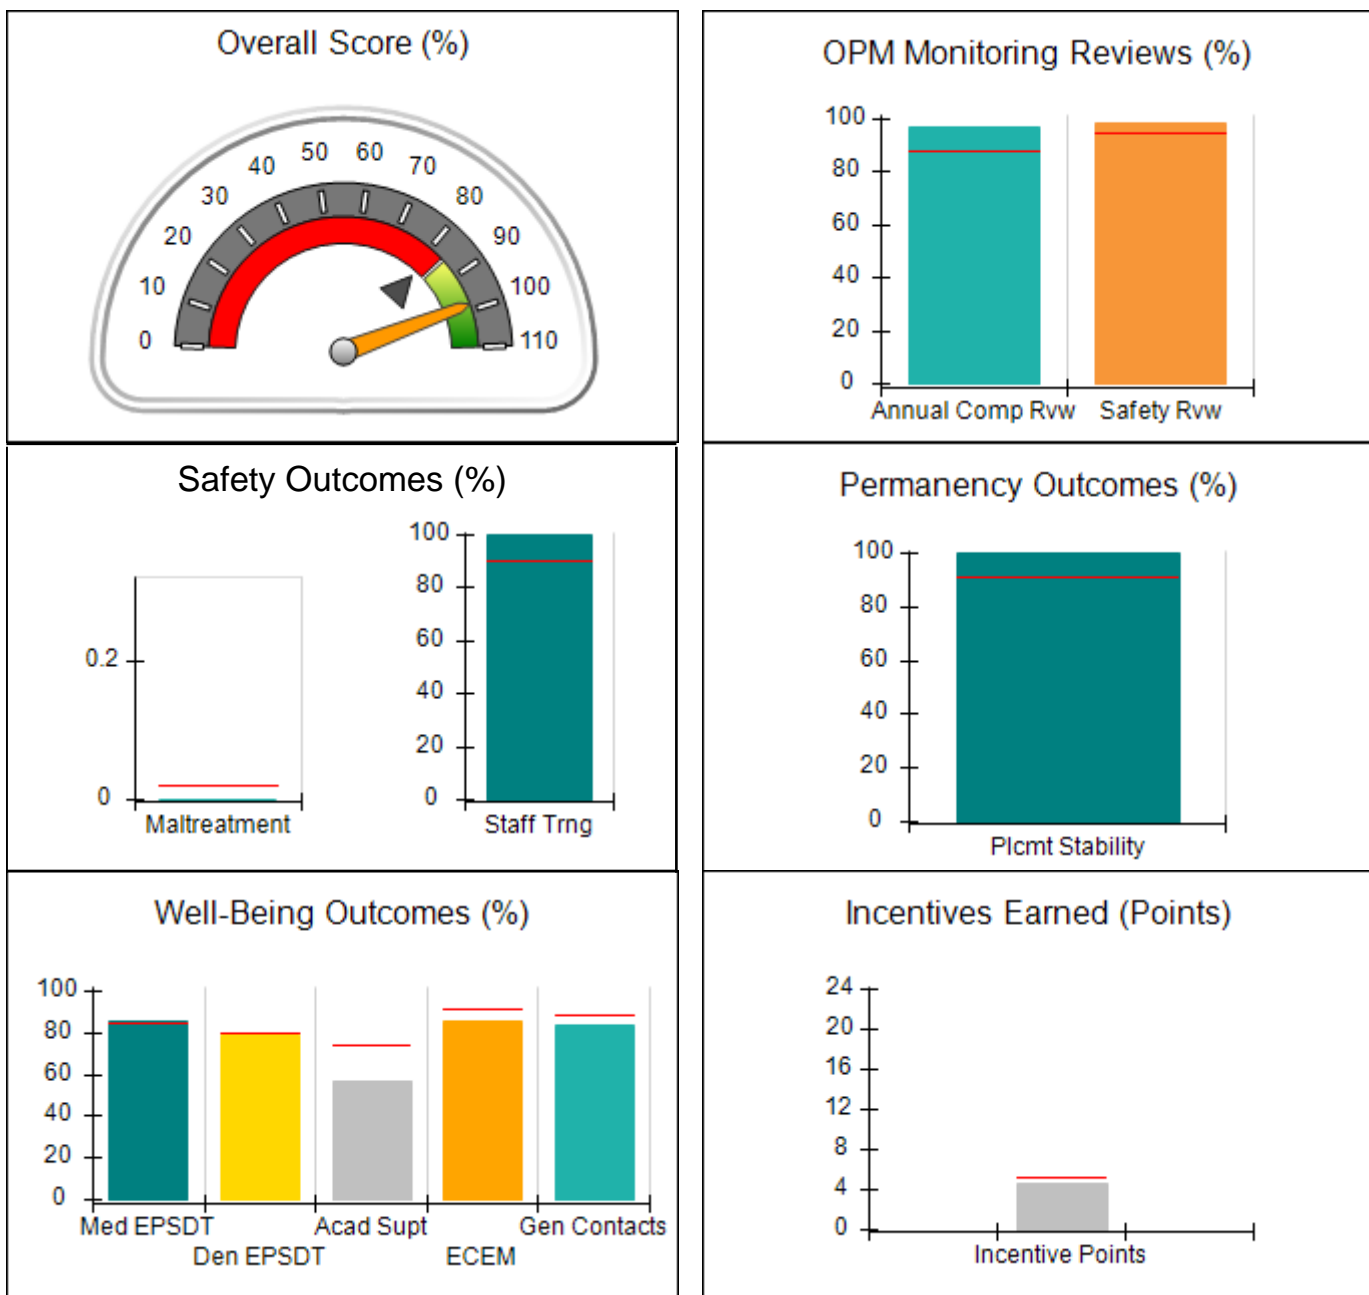 Overall Score (%)
0
10
20
30
40
50
60
70
80
90
100
110
OPM Monitoring Reviews (%)
100
80
60
40
20
0
Annual Comp Rvw
Safety Rvw
Safety Outcomes (%)
0.2
0
Maltreatment
100
80
60
40
20
0
Staff Trng
Permanency Outcomes (%)
100
80
60
40
20
0
Plcmt Stability
Well-Being Outcomes (%)
100
80
60
40
20
0
Med EPSDT
Den EPSDT
Acad Supt
ECEM
Gen Contacts
Incentives Earned (Points)
24
20
16
12
8
4
0
Incentive Points